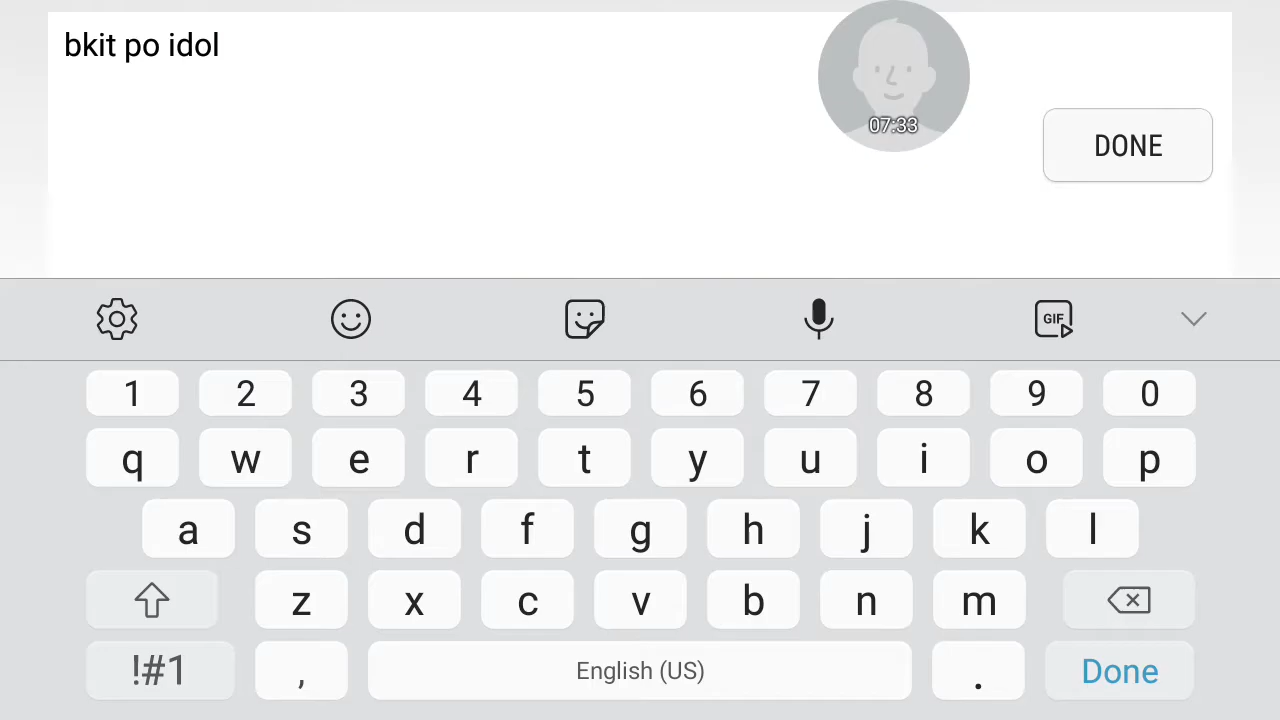 bkit po idol
07:33
DONE
GIF
1 2 3 4 5 6 7 8 9 0
q w e r t y u i o p
a s d f g h j k l
z x c v b n m
!#1 , English (US) . Done